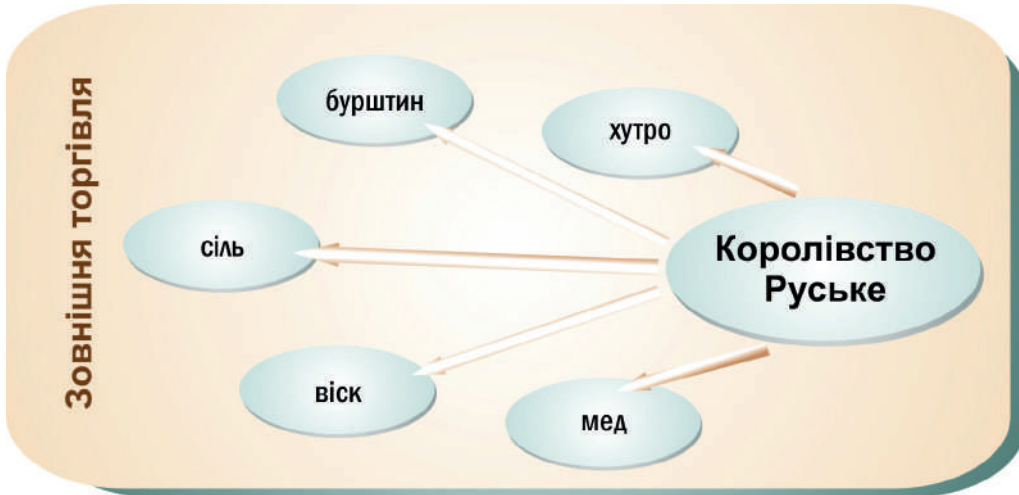 Зовнішня торгівля
бурштин
хутро
сіль
Королівство
Руське
віск
мед